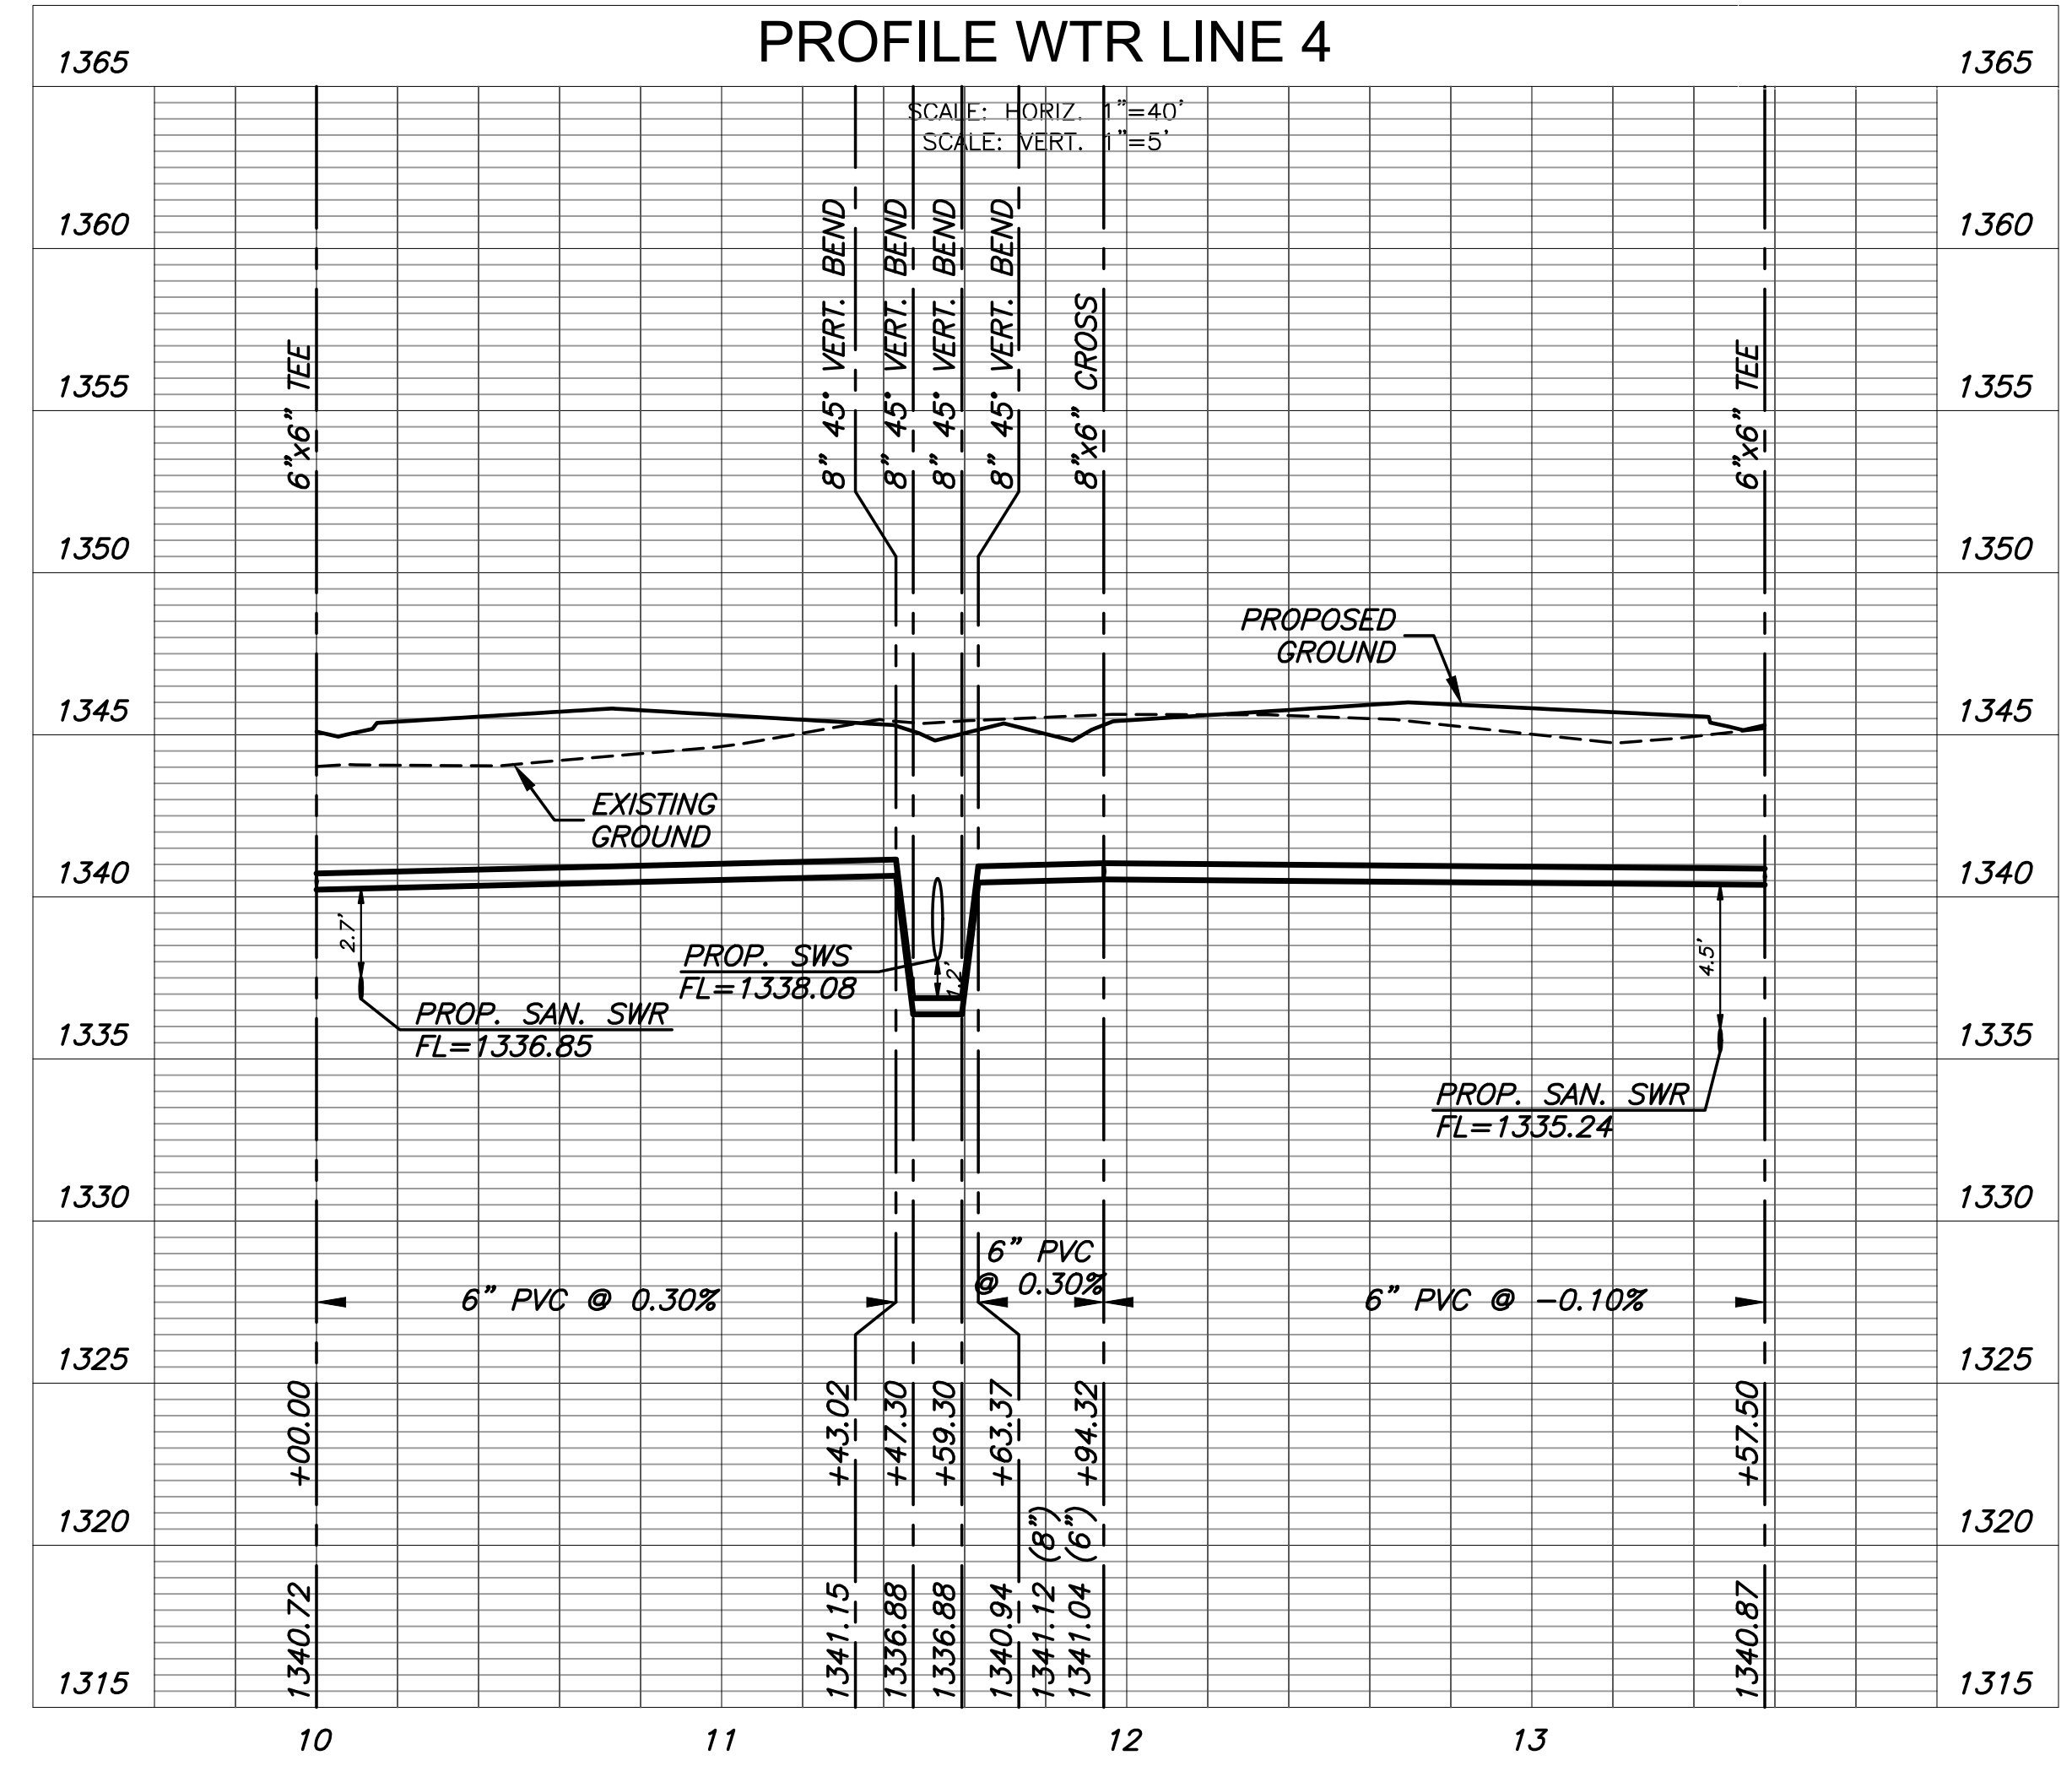 PROFILE WTR LINE 4
SCALE: HORIZ. 1"=40'
SCALE: VERT. 1"=5'
1365
1365
1360
1360
1355
1355
1350
1350
1345
1345
1340
1340
1335
1335
1330
1330
1325
1325
1320
1320
1315
1315
6"x6" TEE
8" 45° VERT. BEND
8" 45° VERT. BEND
8" 45° VERT. BEND
8" 45° VERT. BEND
8"x6" CROSS
6"x6" TEE
PROPOSED
GROUND
EXISTING
GROUND
2.7'
PROP. SWS
FL=1338.08
1.2'
PROP. SAN. SWR
FL=1336.85
4.5'
PROP. SAN. SWR
FL=1335.24
6" PVC @ 0.30%
6" PVC
@ 0.30%
6" PVC @ -0.10%
+00.00
+43.02
+47.30
+59.30
+63.37
+94.32
+57.50
1340.72
1341.15
1336.88
1336.88
1340.94
1341.12 (8")
1341.04 (6")
1340.87
10
11
12
13